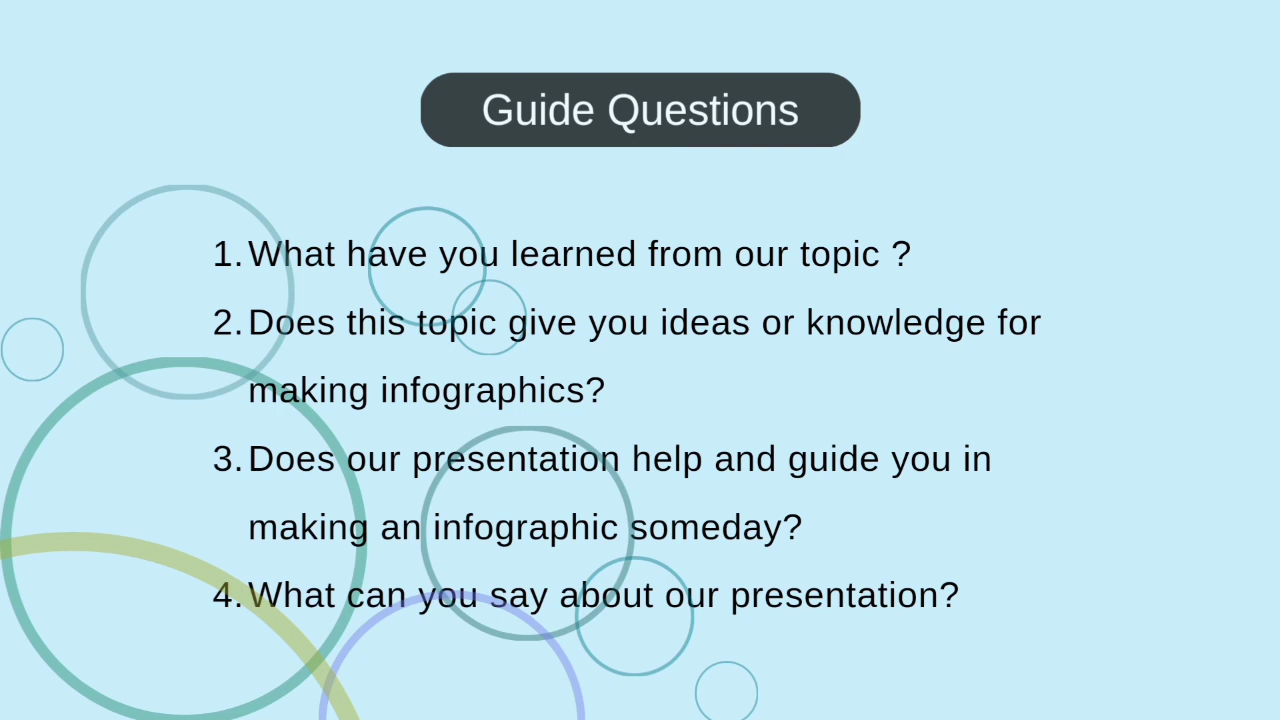 Guide Questions
1. What have you learned from our topic ?
2. Does this topic give you ideas or knowledge for
making infographics?
3. Does our presentation help and guide you in
making an infographic someday?
4. What can you say about our presentation?